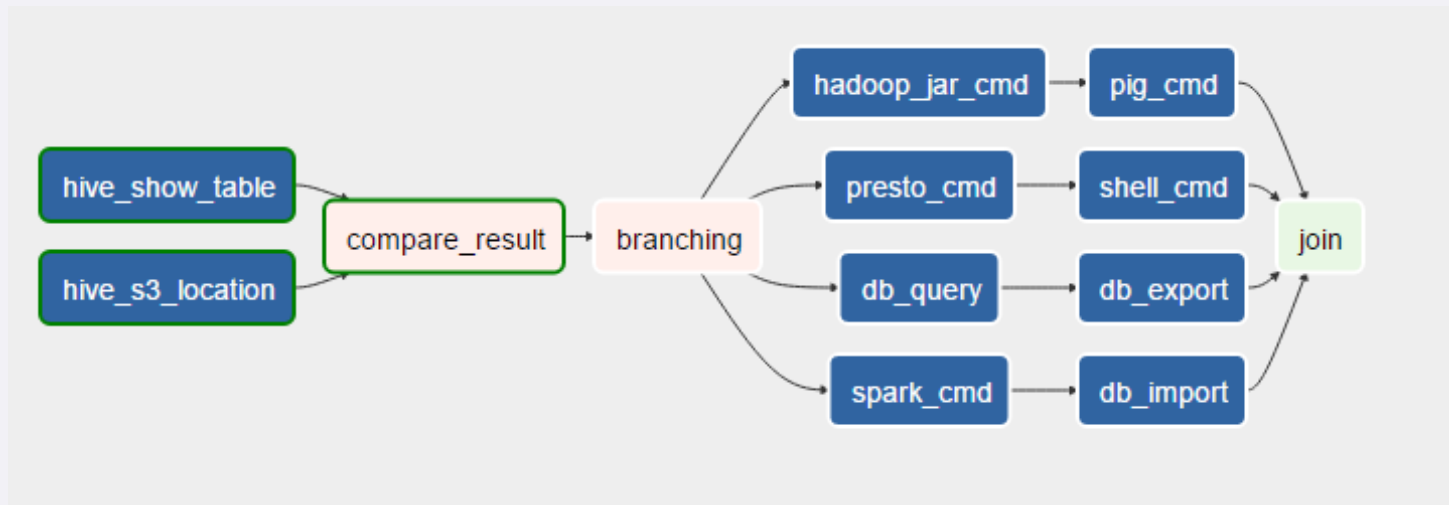 hadoop_jar_cmd
pig_cmd
hive_show_table
presto_cmd
shell_cmd
compare_result
branching
join
hive_s3_location
db_query
db_export
spark_cmd
db_import